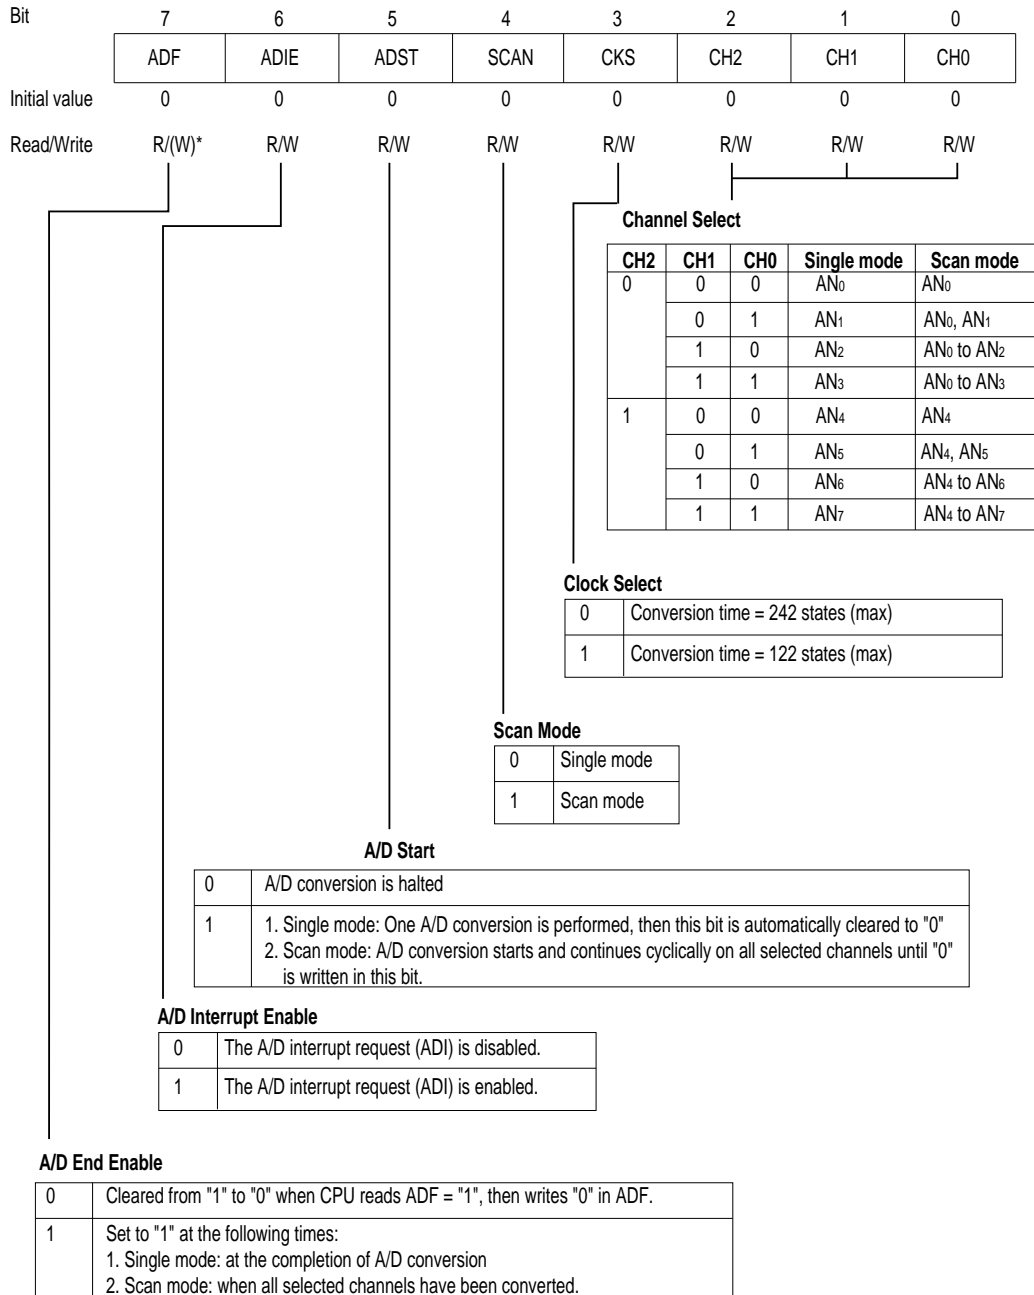 Bit 7 6 5 4 3 2 1 0
ADF ADIE ADST SCAN CKS CH2 CH1 CH0
Initial value 0 0 0 0 0 0 0 0
Read/Write R/(W)* R/W R/W R/W R/W R/W R/W R/W
Channel Select
CH2 CH1 CH0 Single mode Scan mode
0 0 0 AN0 AN0
0 1 AN1 AN0, AN1
1 0 AN2 AN0 to AN2
1 1 AN3 AN0 to AN3
1 0 0 AN4 AN4
0 1 AN5 AN4, AN5
1 0 AN6 AN4 to AN6
1 1 AN7 AN4 to AN7
Clock Select
0 Conversion time = 242 states (max)
1 Conversion time = 122 states (max)
Scan Mode
0 Single mode
1 Scan mode
A/D Start
0 A/D conversion is halted
1 1. Single mode: One A/D conversion is performed, then this bit is automatically cleared to "0"
2. Scan mode: A/D conversion starts and continues cyclically on all selected channels until "0"
is written in this bit.
A/D Interrupt Enable
0 The A/D interrupt request (ADI) is disabled.
1 The A/D interrupt request (ADI) is enabled.
A/D End Enable
0 Cleared from "1" to "0" when CPU reads ADF = "1", then writes "0" in ADF.
1 Set to "1" at the following times:
1. Single mode: at the completion of A/D conversion
2. Scan mode: when all selected channels have been converted.